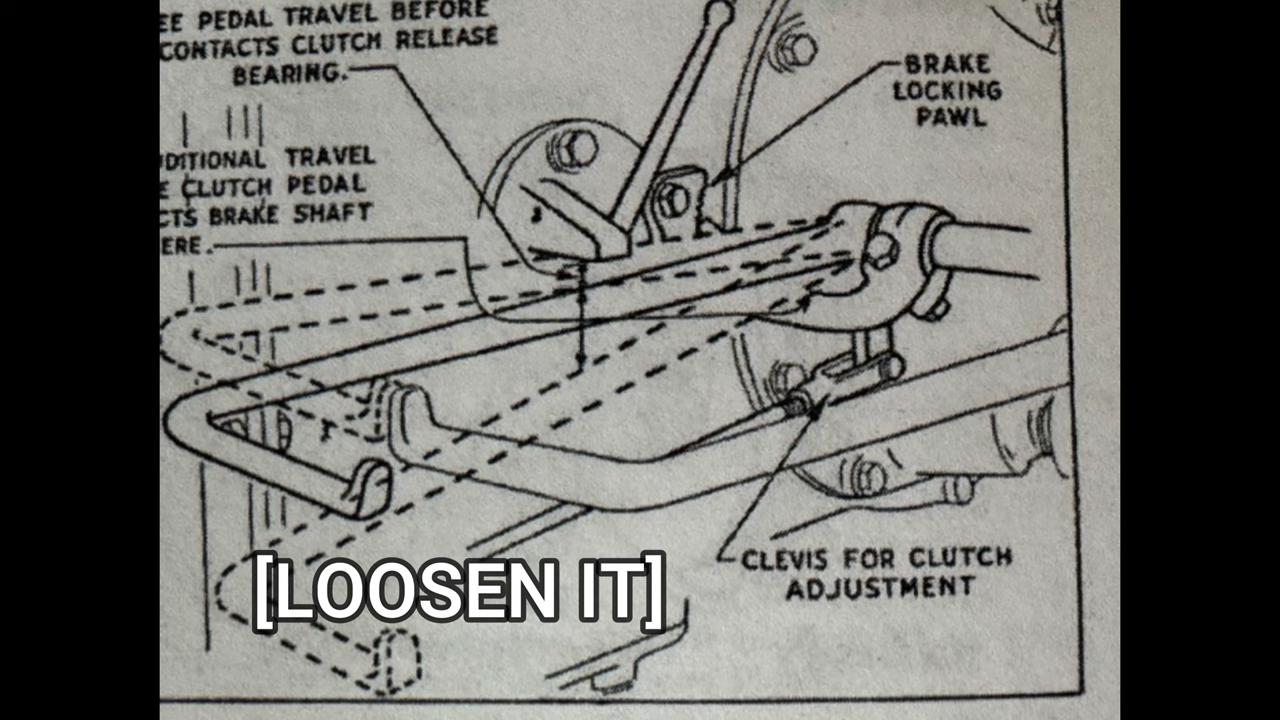 EE PEDAL TRAVEL BEFORE
CONTACTS CLUTCH RELEASE
BEARING.
DITIONAL TRAVEL
E CLUTCH PEDAL
CTS BRAKE SHAFT
ERE.
BRAKE
LOCKING
PAWL
CLEVIS FOR CLUTCH
ADJUSTMENT
[LOOSEN IT]